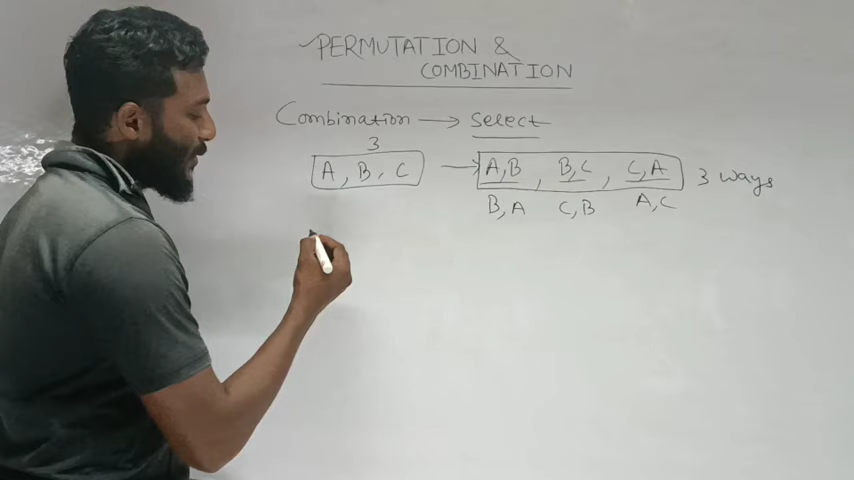 PERMUTATION &
COMBINATION
Combination → Select
3
A, B, C → A,B , B,C , C,A 3 ways
B,A C,B A,C